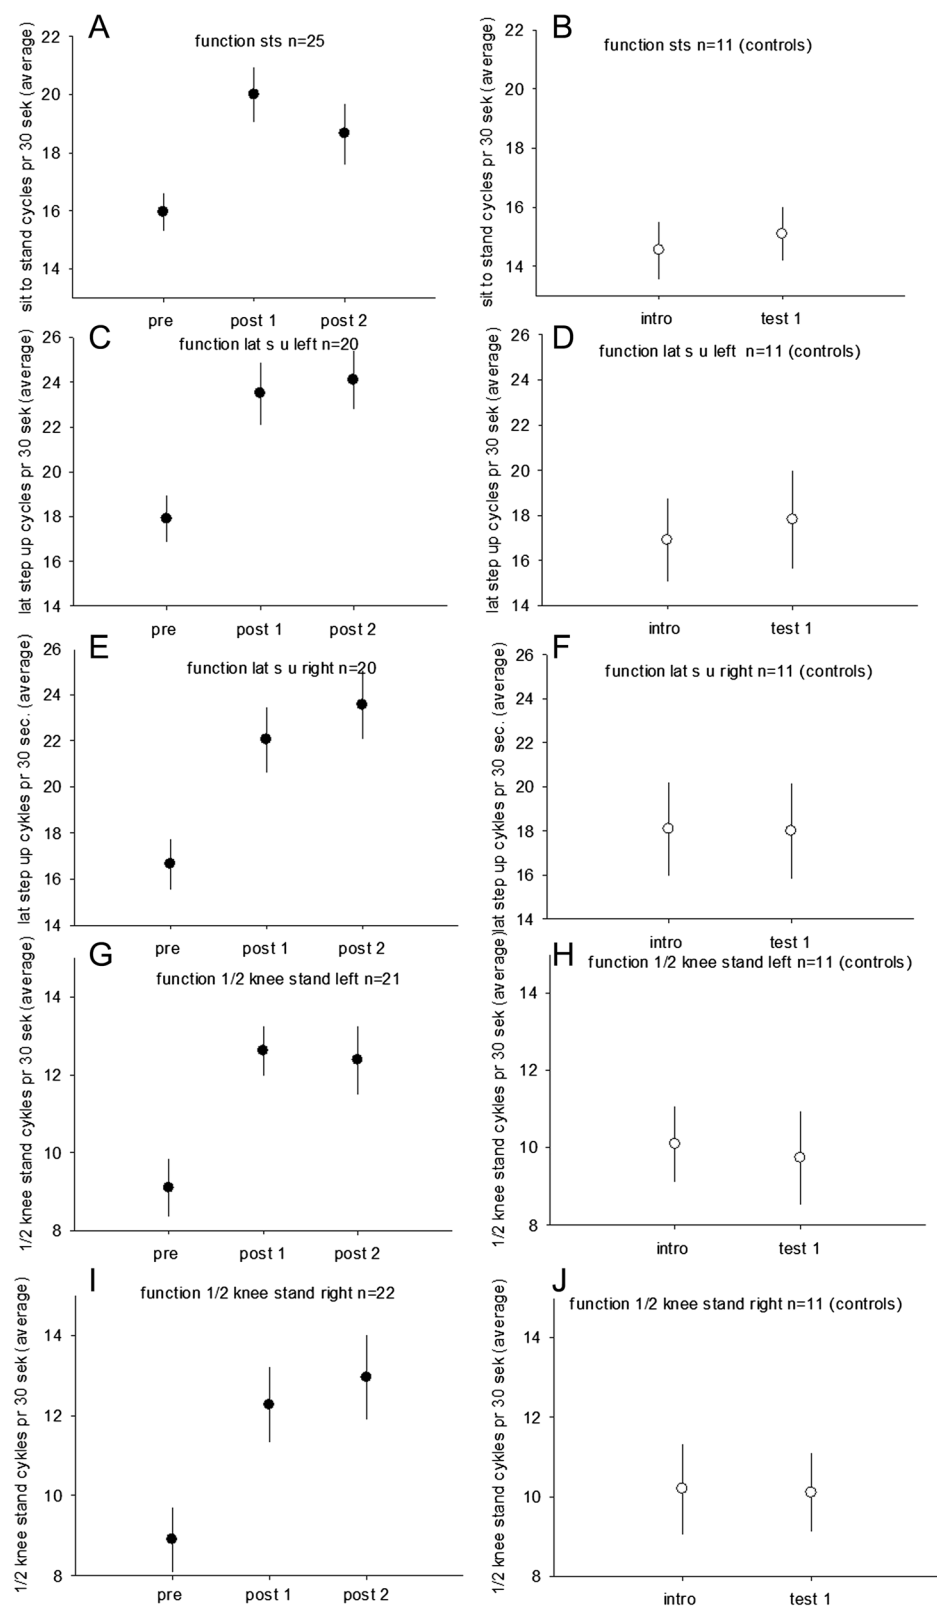 A
function sts n=25
sit to stand cycles pr 30 sek (average)
22
20
18
16
14
pre post 1 post 2
B
function sts n=11 (controls)
sit to stand cycles pr 30 sek (average)
22
20
18
16
14
intro test 1
C
function lat s u left n=20
lat step up cycles pr 30 sek (average)
26
24
22
20
18
16
14
pre post 1 post 2
D
function lat s u left n=11 (controls)
lat step up cycles pr 30 sek (average)
26
24
22
20
18
16
14
intro test 1
E
function lat s u right n=20
lat step up cykles pr 30 sec. (average)
26
24
22
20
18
16
14
pre post 1 post 2
F
function lat s u right n=11 (controls)
lat step up cykles pr 30 sec. (average)
26
24
22
20
18
16
14
intro test 1
G
function 1/2 knee stand left n=21
1/2 knee stand cykles pr 30 sek (average)
14
12
10
8
pre post 1 post 2
H
function 1/2 knee stand left n=11 (controls)
1/2 knee stand cykles pr 30 sek (average)
14
12
10
8
intro test 1
I
function 1/2 knee stand right n=22
1/2 knee stand cykles pr 30 sek (average)
14
12
10
8
pre post 1 post 2
J
function 1/2 knee stand right n=11 (controls)
1/2 knee stand cykles pr 30 sek (average)
14
12
10
8
intro test 1